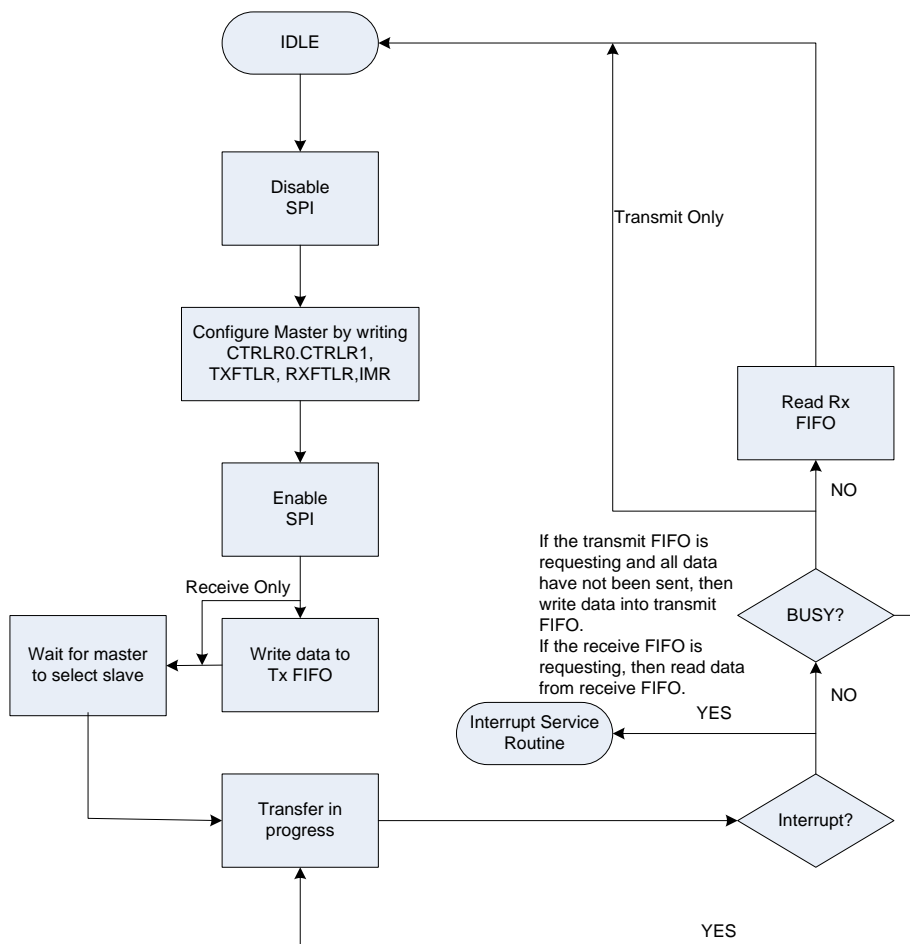 IDLE
Disable
SPI
Transmit Only
Configure Master by writing
CTRLR0.CTRLR1,
TXFTLR, RXFTLR,IMR
Read Rx
FIFO
Enable
SPI
NO
If the transmit FIFO is
requesting and all data
have not been sent, then
write data into transmit
FIFO.
If the receive FIFO is
requesting, then read data
from receive FIFO.
Receive Only
BUSY?
Wait for master
to select slave
Write data to
Tx FIFO
NO
YES
Interrupt Service
Routine
Transfer in
progress
Interrupt?
YES